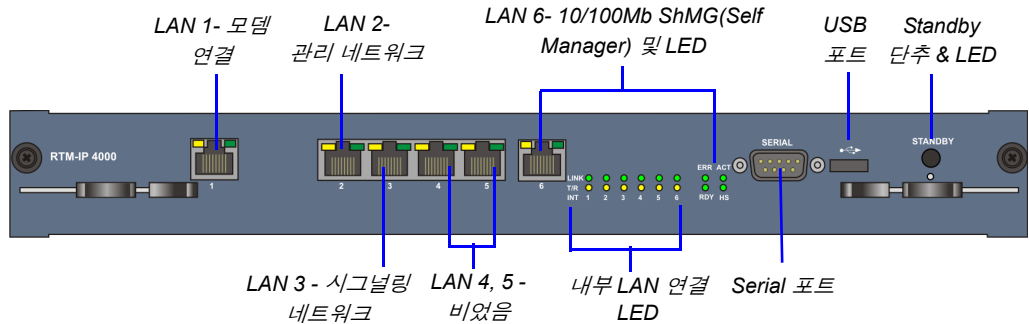 LAN 1- 모뎀
연결
LAN 2-
관리 네트워크
LAN 6- 10/100Mb ShMG(Self
Manager) 및 LED
USB
포트
Standby
단추 & LED
RTM-IP 4000
1
2
3
4
5
6
LINK
T/R
INT 1 2 3 4 5 6
ERR ACT
RDY HS
SERIAL
STANDBY
LAN 3 - 시그널링
네트워크
LAN 4, 5 -
비었음
내부 LAN 연결
LED
Serial 포트